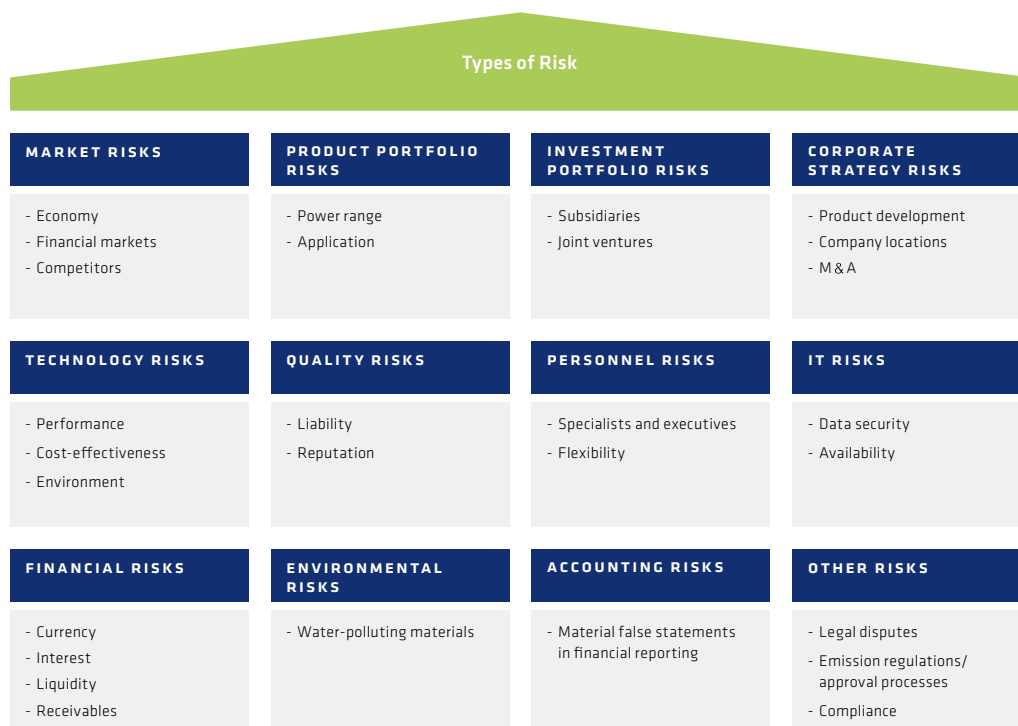 Types of Risk
MARKET RISKS
- Economy
- Financial markets
- Competitors
PRODUCT PORTFOLIO
RISKS
- Power range
- Application
INVESTMENT
PORTFOLIO RISKS
- Subsidiaries
- Joint ventures
CORPORATE
STRATEGY RISKS
- Product development
- Company locations
- M & A
TECHNOLOGY RISKS
- Performance
- Cost-effectiveness
- Environment
QUALITY RISKS
- Liability
- Reputation
PERSONNEL RISKS
- Specialists and executives
- Flexibility
IT RISKS
- Data security
- Availability
FINANCIAL RISKS
- Currency
- Interest
- Liquidity
- Receivables
ENVIRONMENTAL
RISKS
- Water-polluting materials
ACCOUNTING RISKS
- Material false statements
in financial reporting
OTHER RISKS
- Legal disputes
- Emission regulations/
approval processes
- Compliance